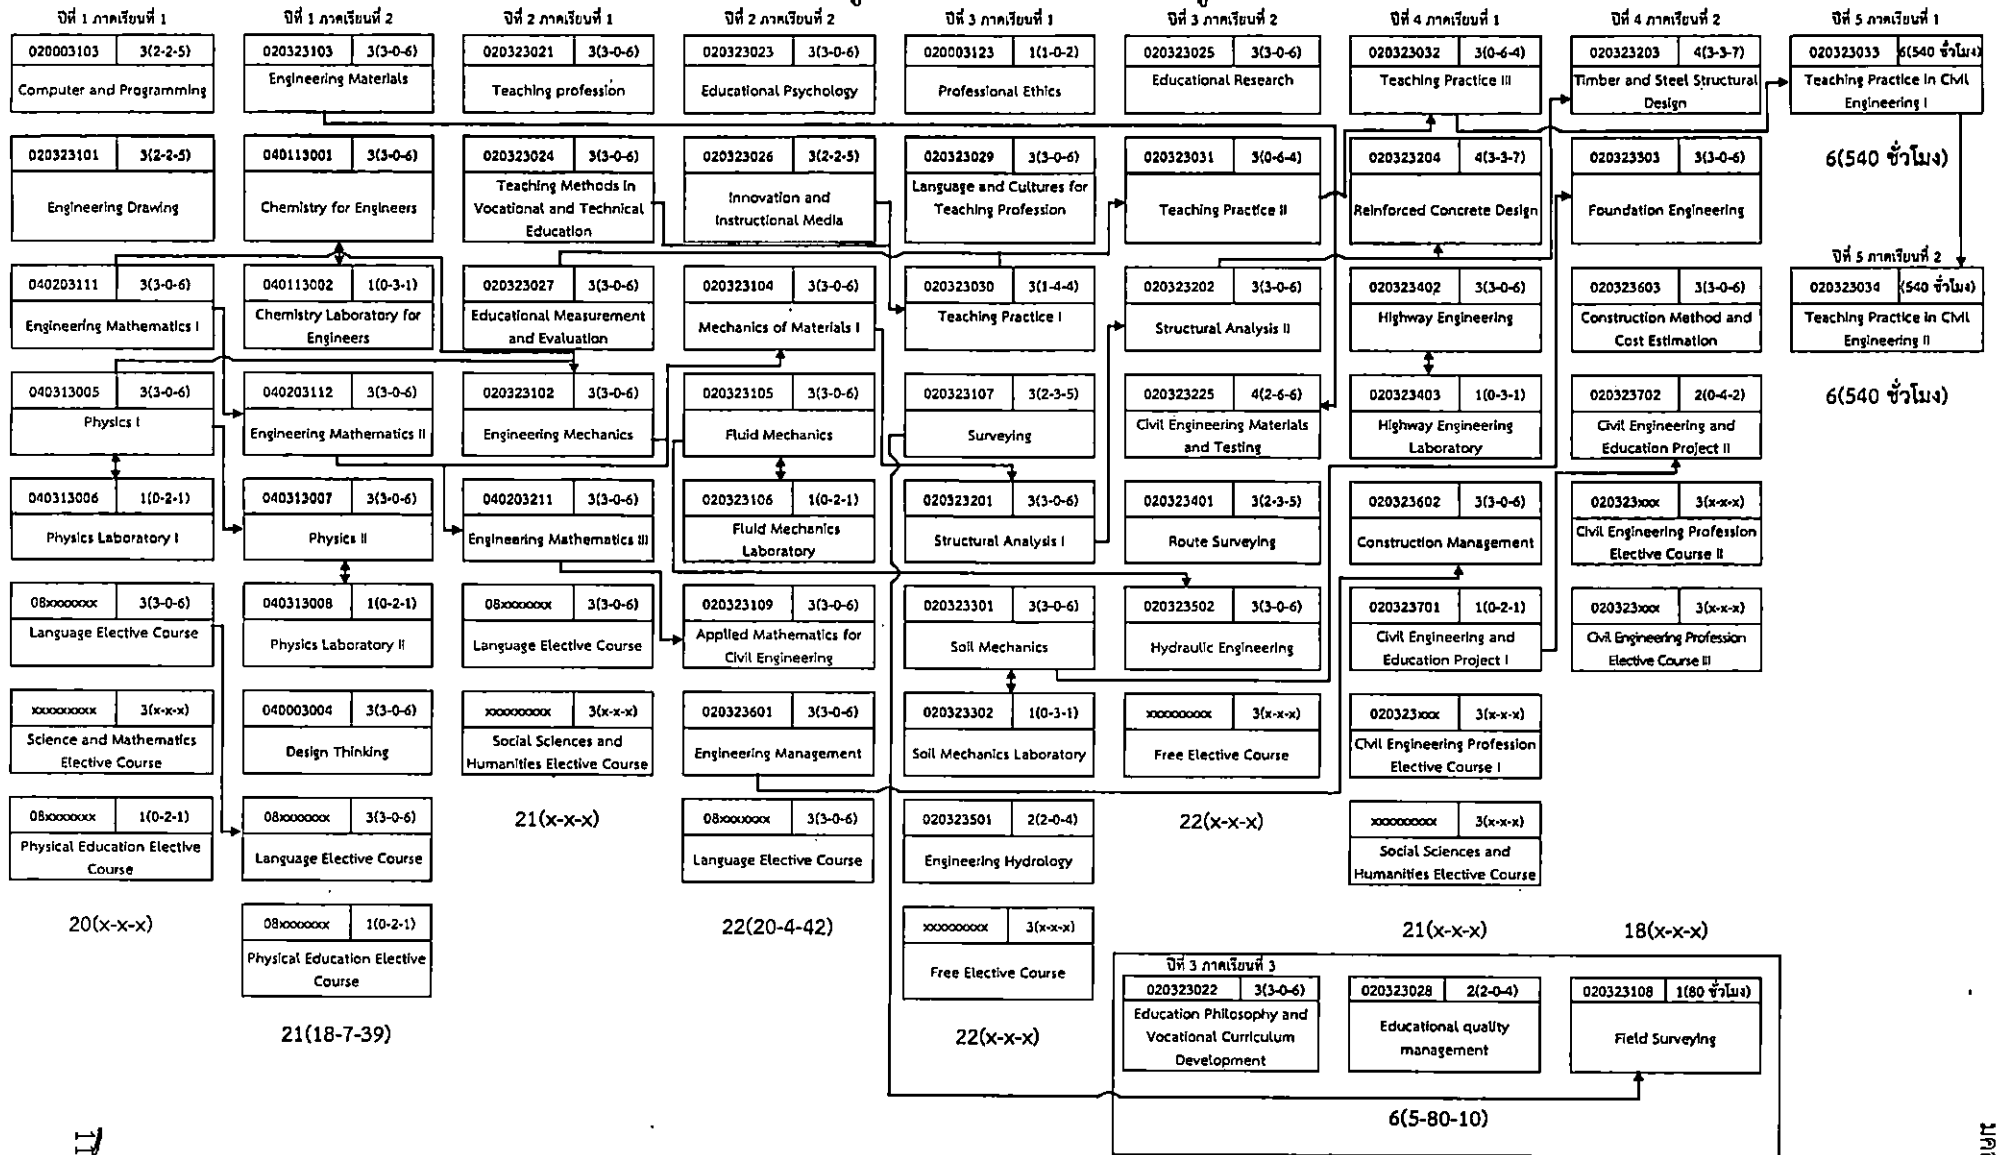 ปีที่ 1 ภาคเรียนที่ 1
020003103 3(2-2-5)
Computer and Programming
020323101 3(2-2-5)
Engineering Drawing
040203111 3(3-0-6)
Engineering Mathematics I
040313005 3(3-0-6)
Physics I
040313006 1(0-2-1)
Physics Laboratory I
08xxxxxxx 3(3-0-6)
Language Elective Course
xxxxxxxxx 3(x-x-x)
Science and Mathematics
Elective Course
08xxxxxxx 1(0-2-1)
Physical Education Elective
Course
20(x-x-x)
ปีที่ 1 ภาคเรียนที่ 2
020323103 3(3-0-6)
Engineering Materials
040113001 3(3-0-6)
Chemistry for Engineers
040113002 1(0-3-1)
Chemistry Laboratory for
Engineers
040203112 3(3-0-6)
Engineering Mathematics II
040313007 3(3-0-6)
Physics II
040313008 1(0-2-1)
Physics Laboratory II
040003004 3(3-0-6)
Design Thinking
08xxxxxxx 3(3-0-6)
Language Elective Course
08xxxxxxx 1(0-2-1)
Physical Education Elective
Course
21(18-7-39)
ปีที่ 2 ภาคเรียนที่ 1
020323021 3(3-0-6)
Teaching profession
020323024 3(3-0-6)
Teaching Methods in
Vocational and Technical
Education
020323027 3(3-0-6)
Educational Measurement
and Evaluation
020323102 3(3-0-6)
Engineering Mechanics
040203211 3(3-0-6)
Engineering Mathematics III
08xxxxxxx 3(3-0-6)
Language Elective Course
xxxxxxxxx 3(x-x-x)
Social Sciences and
Humanities Elective Course
21(x-x-x)
ปีที่ 2 ภาคเรียนที่ 2
020323023 3(3-0-6)
Educational Psychology
020323026 3(2-2-5)
Innovation and
Instructional Media
020323104 3(3-0-6)
Mechanics of Materials I
020323105 3(3-0-6)
Fluid Mechanics
020323106 1(0-2-1)
Fluid Mechanics
Laboratory
020323109 3(3-0-6)
Applied Mathematics for
Civil Engineering
020323601 3(3-0-6)
Engineering Management
08xxxxxxx 3(3-0-6)
Language Elective Course
22(20-4-42)
ปีที่ 3 ภาคเรียนที่ 1
020003123 1(1-0-2)
Professional Ethics
020323029 3(3-0-6)
Language and Cultures for
Teaching Profession
020323030 3(1-4-4)
Teaching Practice I
020323107 3(2-3-5)
Surveying
020323201 3(3-0-6)
Structural Analysis I
020323301 3(3-0-6)
Soil Mechanics
020323302 1(0-3-1)
Soil Mechanics Laboratory
020323501 2(2-0-4)
Engineering Hydrology
xxxxxxxxx 3(x-x-x)
Free Elective Course
22(x-x-x)
ปีที่ 3 ภาคเรียนที่ 2
020323025 3(3-0-6)
Educational Research
020323031 3(0-6-4)
Teaching Practice II
020323202 3(3-0-6)
Structural Analysis II
020323225 4(2-6-6)
Civil Engineering Materials
and Testing
020323401 3(2-3-5)
Route Surveying
020323502 3(3-0-6)
Hydraulic Engineering
xxxxxxxxx 3(x-x-x)
Free Elective Course
22(x-x-x)
ปีที่ 4 ภาคเรียนที่ 1
020323032 3(0-6-4)
Teaching Practice III
020323204 4(3-3-7)
Reinforced Concrete Design
020323402 3(3-0-6)
Highway Engineering
020323403 1(0-3-1)
Highway Engineering
Laboratory
020323602 3(3-0-6)
Construction Management
020323701 1(0-2-1)
Civil Engineering and
Education Project I
020323xxx 3(x-x-x)
Civil Engineering Profession
Elective Course I
xxxxxxxxx 3(x-x-x)
Social Sciences and
Humanities Elective Course
21(x-x-x)
ปีที่ 4 ภาคเรียนที่ 2
020323203 4(3-3-7)
Timber and Steel Structural
Design
020323303 3(3-0-6)
Foundation Engineering
020323603 3(3-0-6)
Construction Method and
Cost Estimation
020323702 2(0-4-2)
Civil Engineering and
Education Project II
020323xxx 3(x-x-x)
Civil Engineering Profession
Elective Course II
020323xxx 3(x-x-x)
Civil Engineering Profession
Elective Course III
18(x-x-x)
ปีที่ 5 ภาคเรียนที่ 1
020323033 6(540 ชั่วโมง)
Teaching Practice in Civil
Engineering I
6(540 ชั่วโมง)
ปีที่ 5 ภาคเรียนที่ 2
020323034 (540 ชั่วโมง)
Teaching Practice in Civil
Engineering II
6(540 ชั่วโมง)
ปีที่ 3 ภาคเรียนที่ 3
020323022 3(3-0-6)
Education Philosophy and
Vocational Curriculum
Development
020323028 2(2-0-4)
Educational quality
management
020323108 1(80 ชั่วโมง)
Field Surveying
6(5-80-10)